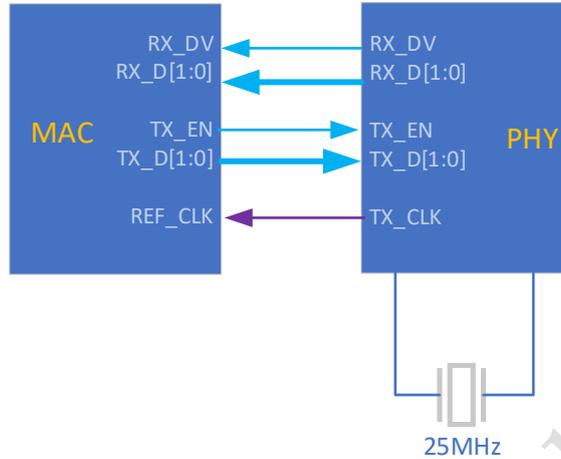 RX_DV
RX_D[1:0]
MAC
TX_EN
TX_D[1:0]
REF_CLK
RX_DV
RX_D[1:0]
TX_EN
PHY
TX_D[1:0]
TX_CLK
25MHz